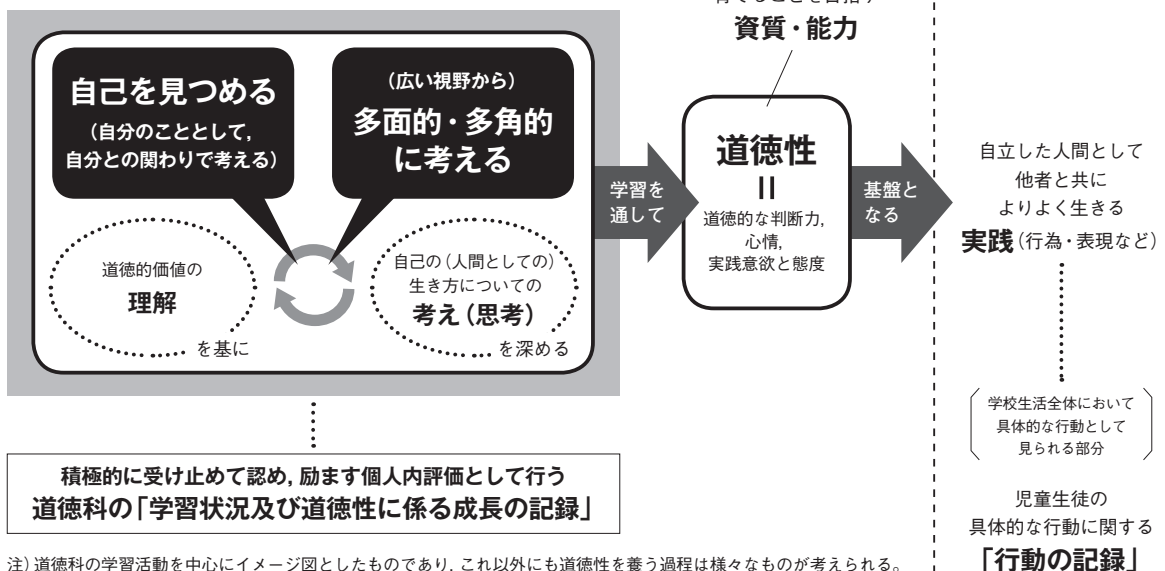 資質・能力
自己を見つめる
（自分のこととして，
自分との関わりで考える）
（広い視野から）
多面的・多角的
に考える
道徳的価値の
理解
を基に
自己の（人間としての）
生き方についての
考え（思考）
を深める
学習を
通して
道徳性
＝
道徳的な判断力，
心情，
実践意欲と態度
基盤と
なる
自立した人間として
他者と共に
よりよく生きる
実践（行為・表現など）
学校生活全体において
具体的な行動として
見られる部分
児童生徒の
具体的な行動に関する
「行動の記録」
積極的に受け止めて認め，励ます個人内評価として行う
道徳科の「学習状況及び道徳性に係る成長の記録」
注）道徳科の学習活動を中心にイメージ図としたものであり，これ以外にも道徳性を養う過程は様々なものが考えられる。